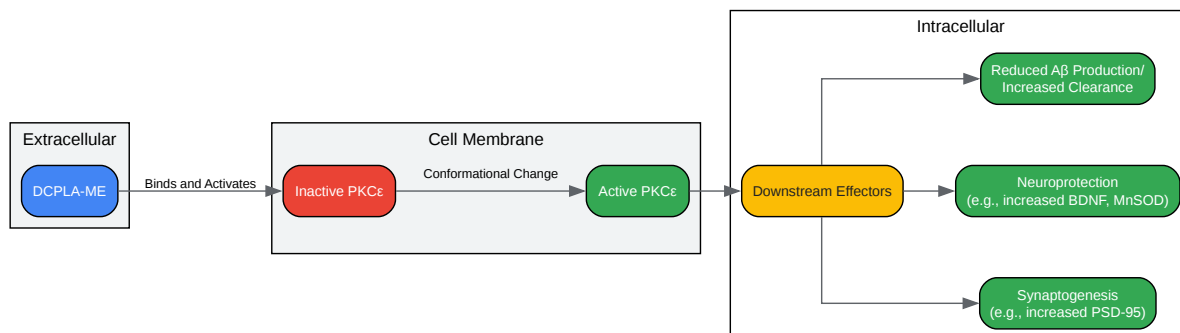 Extracellular
DCPLA-ME
Binds and Activates
Cell Membrane
Inactive PKCε
Conformational Change
Active PKCε
Intracellular
Downstream Effectors
Reduced Aβ Production/
Increased Clearance
Neuroprotection
(e.g., increased BDNF, MnSOD)
Synaptogenesis
(e.g., increased PSD-95)